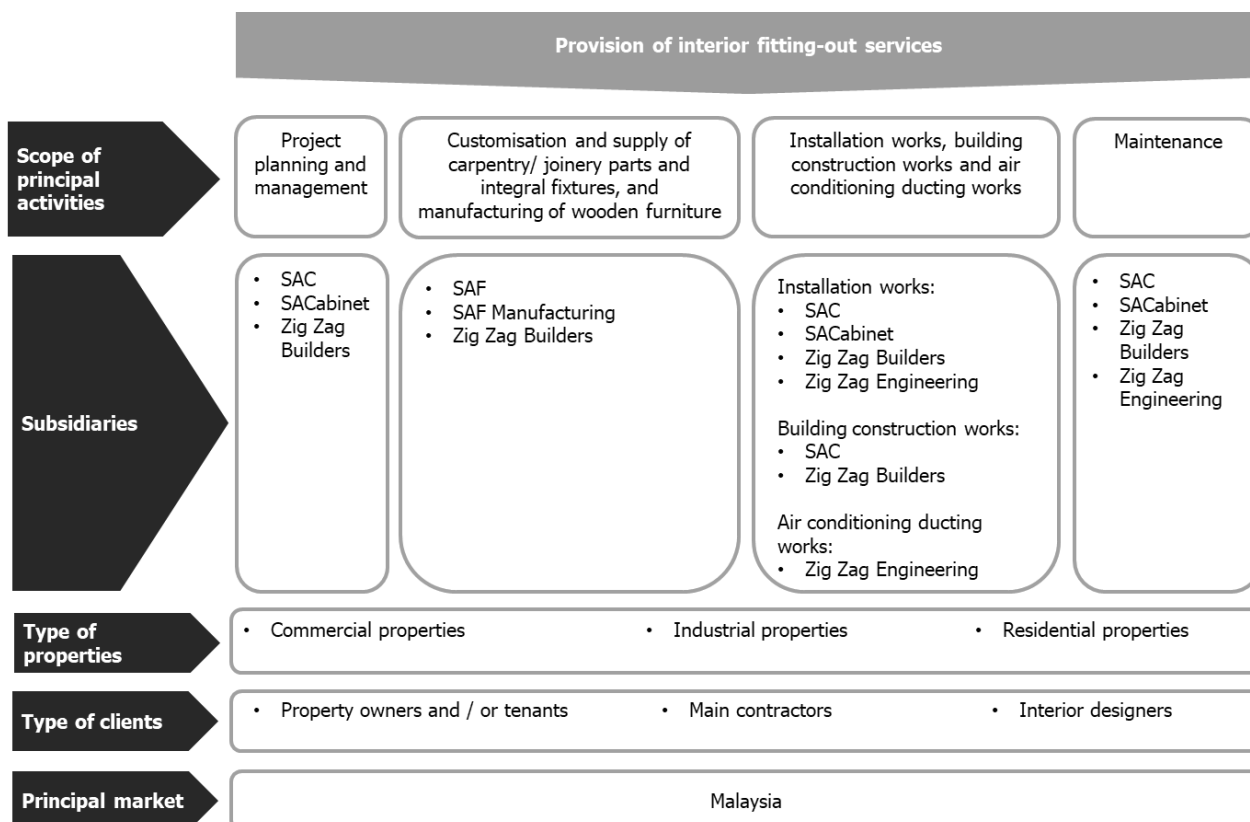 Provision of interior fitting-out services
Scope of
principal
activities
Project
planning and
management
Customisation and supply of
carpentry/ joinery parts and
integral fixtures, and
manufacturing of wooden furniture
Installation works, building
construction works and air
conditioning ducting works
Maintenance
Subsidiaries
• SAC
• SACabinet
• Zig Zag
Builders
• SAF
• SAF Manufacturing
• Zig Zag Builders
Installation works:
• SAC
• SACabinet
• Zig Zag Builders
• Zig Zag Engineering
Building construction works:
• SAC
• Zig Zag Builders
Air conditioning ducting
works:
• Zig Zag Engineering
• SAC
• SACabinet
• Zig Zag
Builders
• Zig Zag
Engineering
Type of
properties
• Commercial properties
• Industrial properties
• Residential properties
Type of clients
• Property owners and / or tenants
• Main contractors
• Interior designers
Principal market
Malaysia